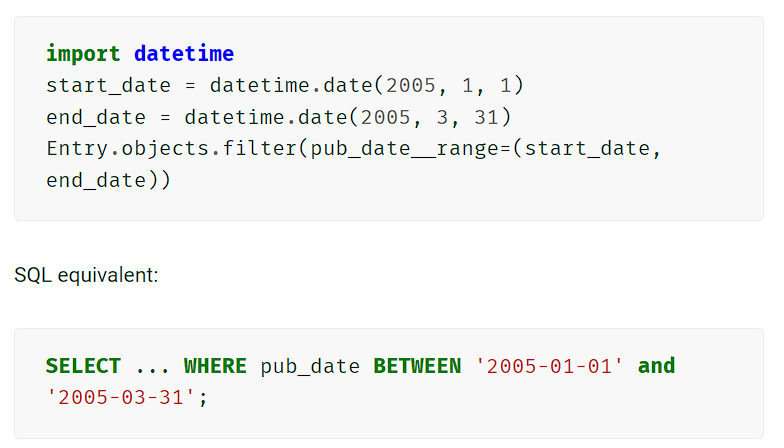 import datetime
start_date = datetime.date(2005, 1, 1)
end_date = datetime.date(2005, 3, 31)
Entry.objects.filter(pub_date__range=(start_date,
end_date))
SQL equivalent:
SELECT ... WHERE pub_date BETWEEN '2005-01-01' and
'2005-03-31';